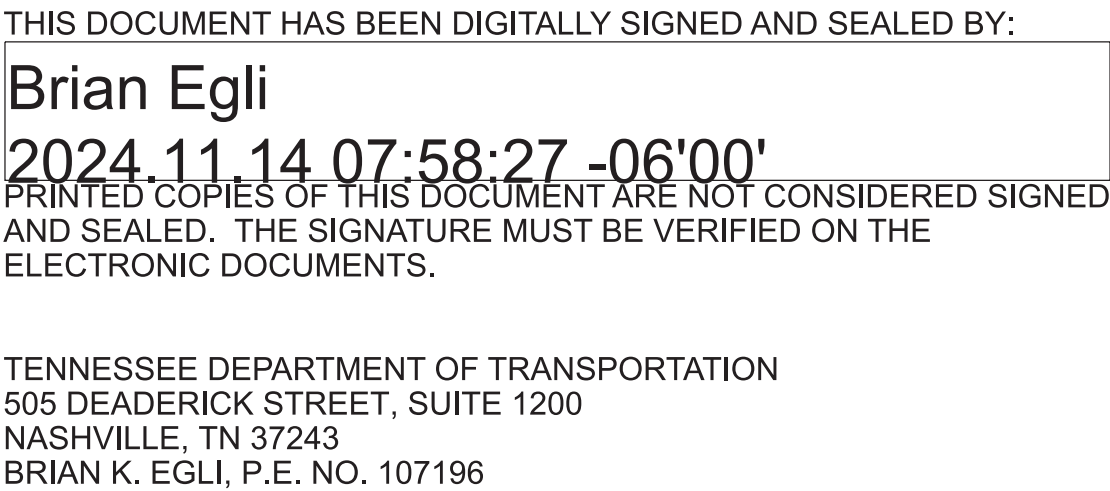 THIS DOCUMENT HAS BEEN DIGITALLY SIGNED AND SEALED BY:
Brian Egli
2024.11.14 07:58:27 -06'00'
PRINTED COPIES OF THIS DOCUMENT ARE NOT CONSIDERED SIGNED
AND SEALED.  THE SIGNATURE MUST BE VERIFIED ON THE
ELECTRONIC DOCUMENTS.
TENNESSEE DEPARTMENT OF TRANSPORTATION
505 DEADERICK STREET, SUITE 1200
NASHVILLE, TN 37243
BRIAN K. EGLI, P.E. NO. 107196